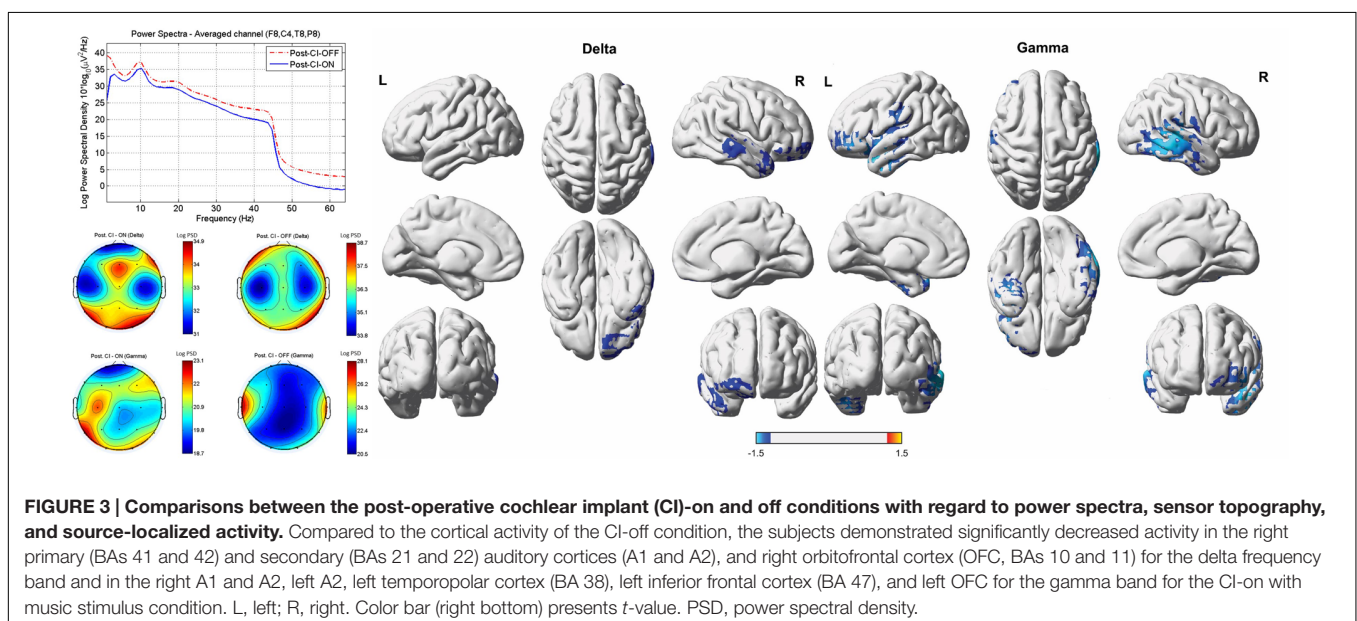 Power Spectra - Averaged channel (F8,C4,T8,P8)
Log Power Spectral Density 10*log10(μV²/Hz)
40
35
30
25
20
15
10
5
0
Post-CI-OFF
Post-CI-ON
10 20 30 40 50 60
Frequency (Hz)
Post. CI - ON (Delta)
Log PSD
34.9
34
33
32
31
Post. CI - OFF (Delta)
Log PSD
38.7
37.5
36.3
35.1
33.8
Post. CI - ON (Gamma)
Log PSD
23.1
22
20.9
19.8
18.7
Post. CI - OFF (Gamma)
Log PSD
28.1
26.2
24.3
22.4
20.5
Delta
L
R
Gamma
L
R
-1.5 1.5
FIGURE 3 | Comparisons between the post-operative cochlear implant (CI)-on and off conditions with regard to power spectra, sensor topography,
and source-localized activity. Compared to the cortical activity of the CI-off condition, the subjects demonstrated significantly decreased activity in the right
primary (BAs 41 and 42) and secondary (BAs 21 and 22) auditory cortices (A1 and A2), and right orbitofrontal cortex (OFC, BAs 10 and 11) for the delta frequency
band and in the right A1 and A2, left A2, left temporopolar cortex (BA 38), left inferior frontal cortex (BA 47), and left OFC for the gamma band for the CI-on with
music stimulus condition. L, left; R, right. Color bar (right bottom) presents t-value. PSD, power spectral density.